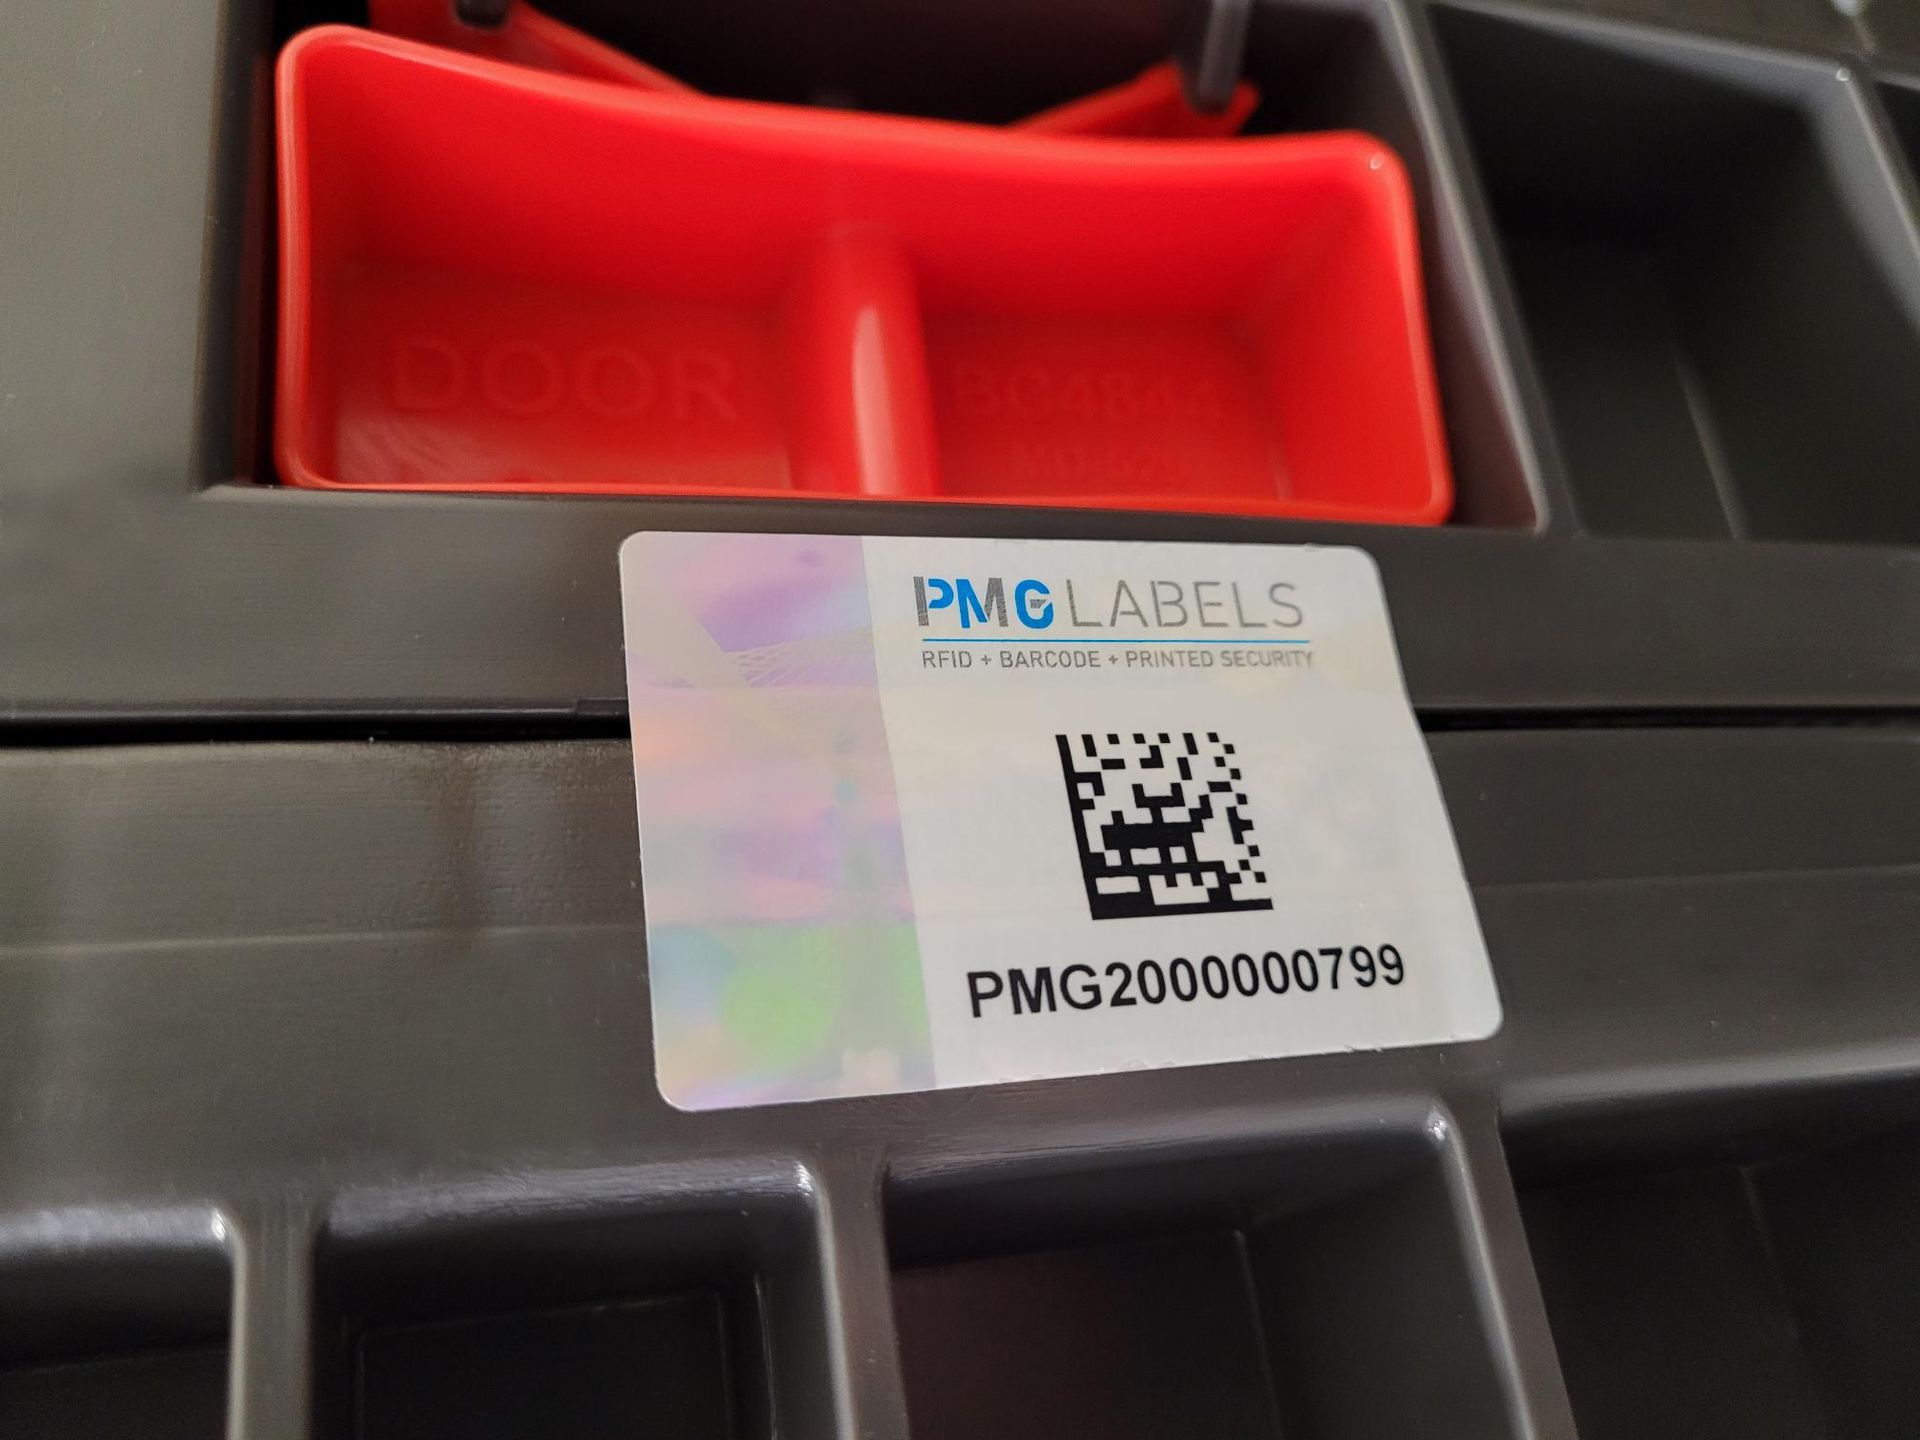 DOOR
PMG LABELS
RFID + BARCODE + PRINTED SECURITY
PMG2000000799